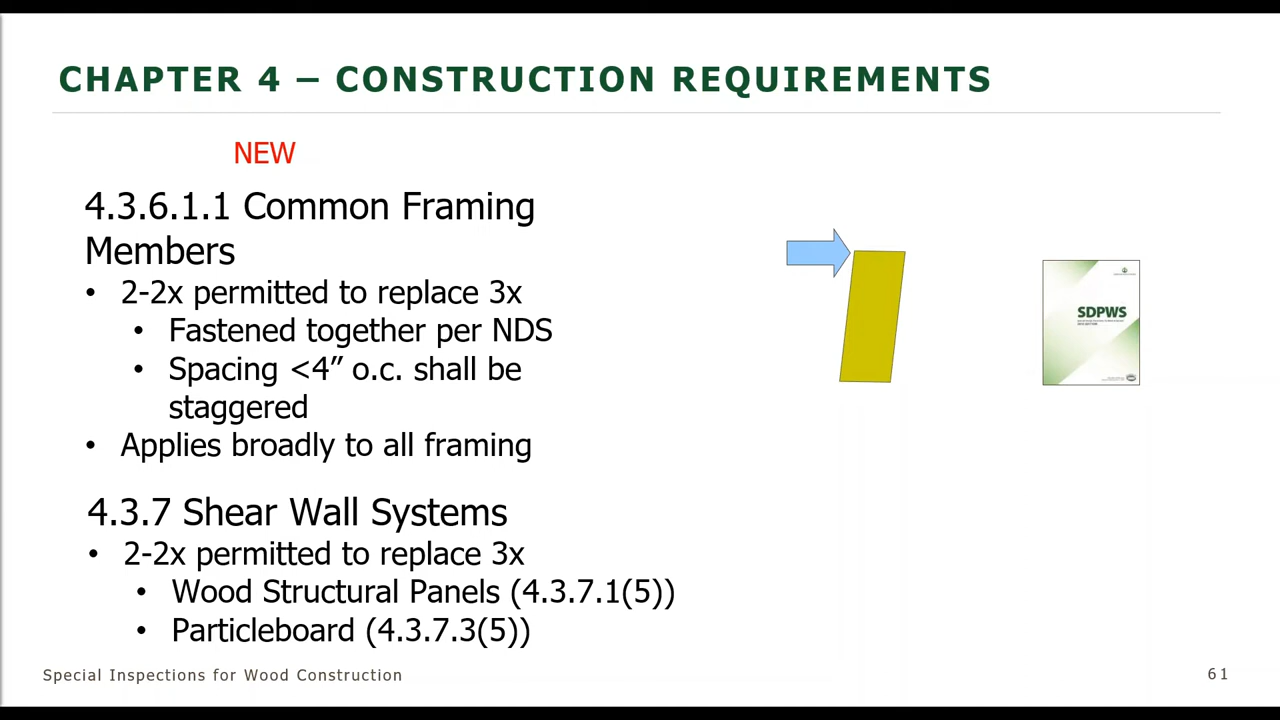 CHAPTER 4 – CONSTRUCTION REQUIREMENTS
NEW
4.3.6.1.1 Common Framing
Members
• 2-2x permitted to replace 3x
• Fastened together per NDS
• Spacing <4” o.c. shall be
staggered
• Applies broadly to all framing
SDPWS
4.3.7 Shear Wall Systems
• 2-2x permitted to replace 3x
• Wood Structural Panels (4.3.7.1(5))
• Particleboard (4.3.7.3(5))
Special Inspections for Wood Construction
61